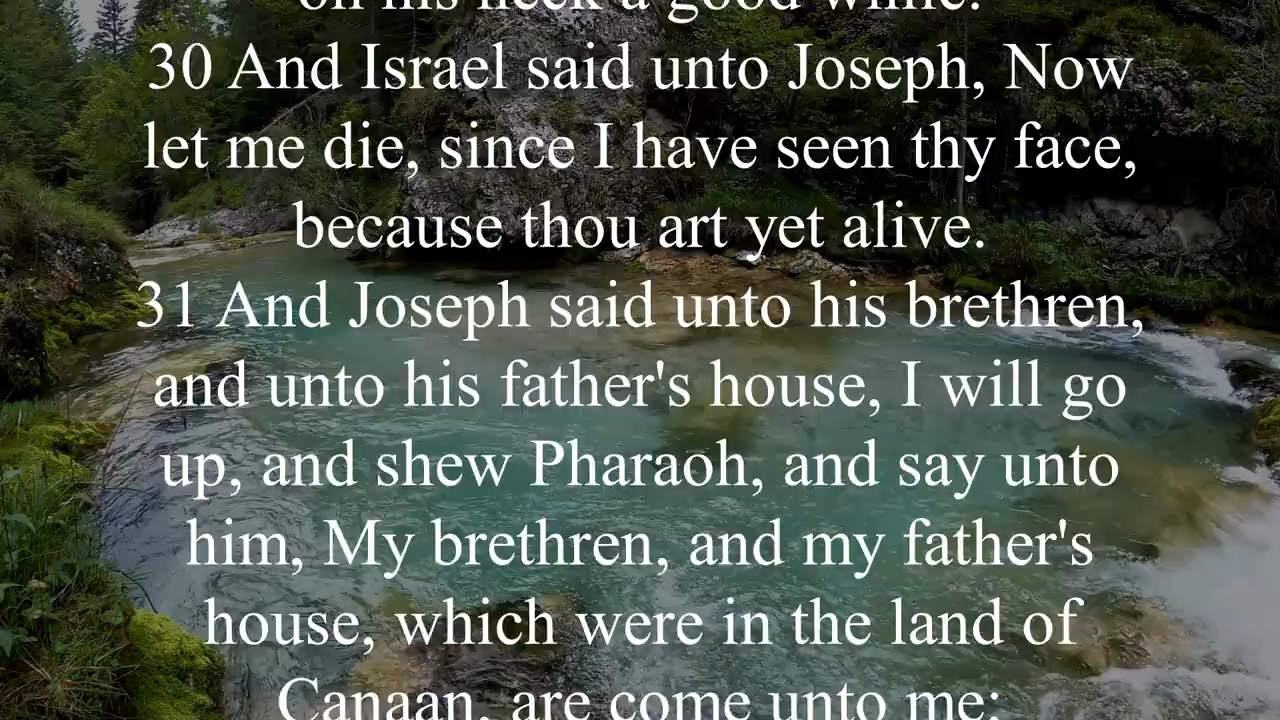 on his neck a good while.
30 And Israel said unto Joseph, Now
let me die, since I have seen thy face,
because thou art yet alive.
31 And Joseph said unto his brethren,
and unto his father's house, I will go
up, and shew Pharaoh, and say unto
him, My brethren, and my father's
house, which were in the land of
Canaan, are come unto me;